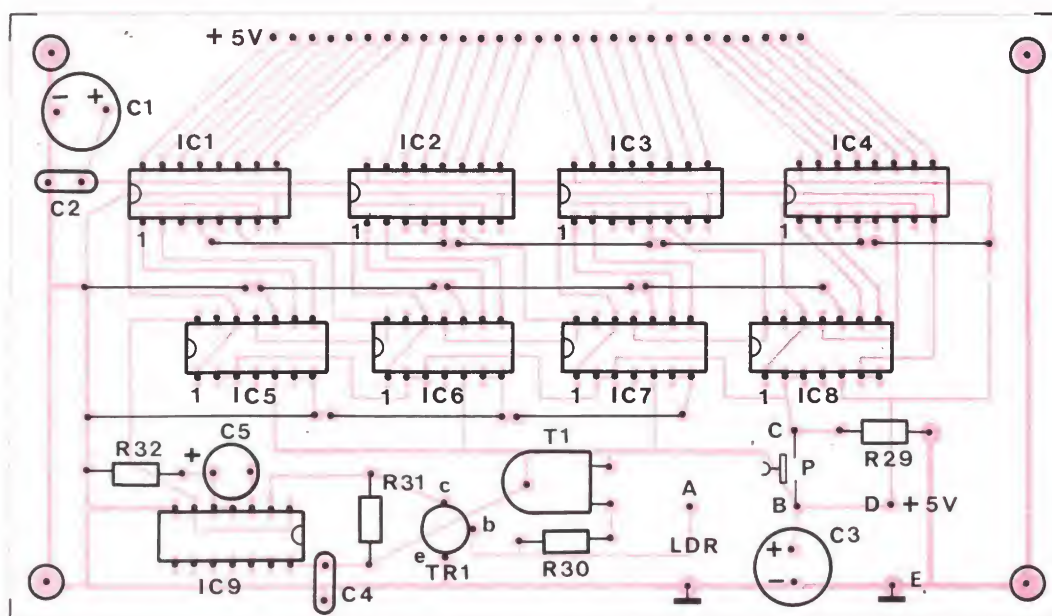 + 5V
- +
C1
IC1 IC2 IC3 IC4
C2
1 1 1 1
1 IC5 1 IC6 1 IC7 1 IC8
C5 T1 C
R32 + R29
R31 P
c A
b B D + 5V
LDR C3
e +
IC9 TR1 R30 - E
C4